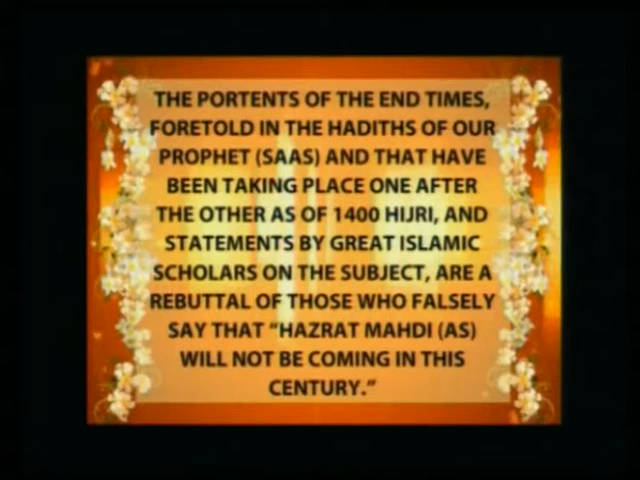 THE PORTENTS OF THE END TIMES,
FORETOLD IN THE HADITHS OF OUR
PROPHET (SAAS) AND THAT HAVE
BEEN TAKING PLACE ONE AFTER
THE OTHER AS OF 1400 HIJRI, AND
STATEMENTS BY GREAT ISLAMIC
SCHOLARS ON THE SUBJECT, ARE A
REBUTTAL OF THOSE WHO FALSELY
SAY THAT “HAZRAT MAHDI (AS)
WILL NOT BE COMING IN THIS
CENTURY.”